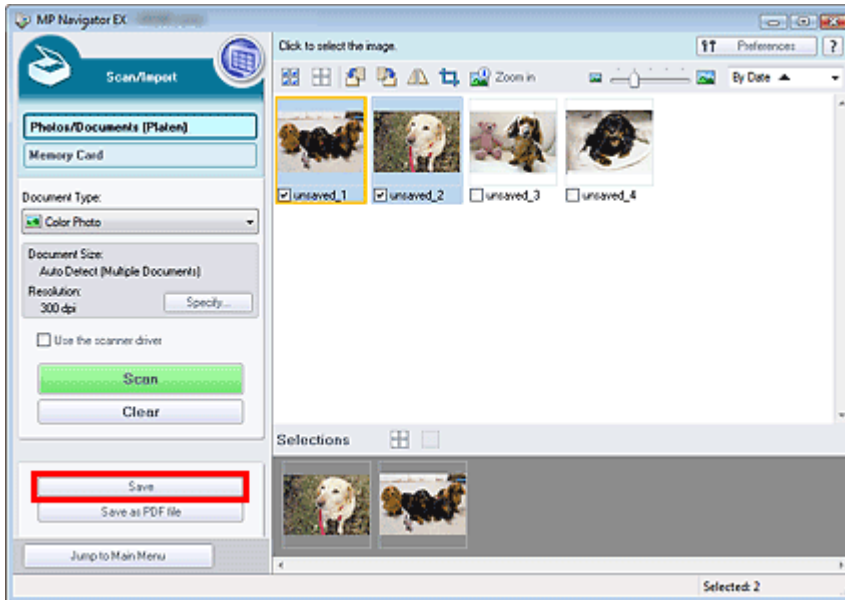 MP Navigator EX
Click to select the image.
Preferences
?
Scan/Import
Zoom in
By Date
Photos/Documents (Platen)
Memory Card
Document Type:
Color Photo
Document Size:
Auto Detect (Multiple Documents)
Resolution:
300 dpi
Specify...
Use the scanner driver
Scan
Clear
unsaved_1
unsaved_2
unsaved_3
unsaved_4
Selections
Save
Save as PDF file
Jump to Main Menu
Selected: 2